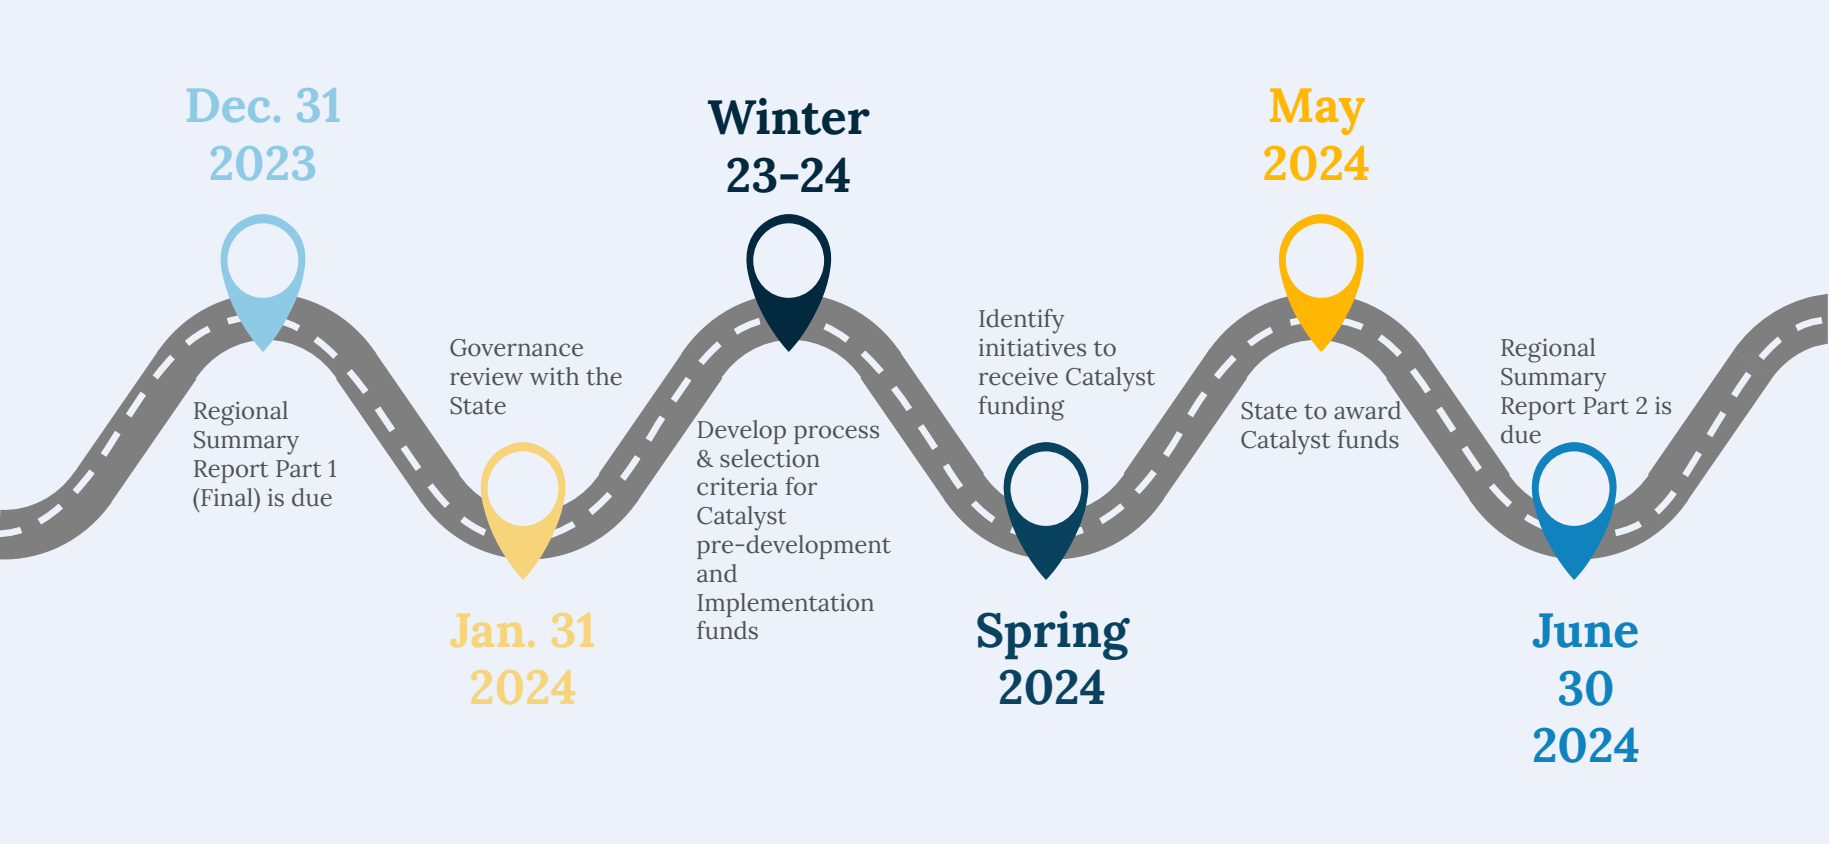 Dec. 31
2023
Regional
Summary
Report Part 1
(Final) is due
Governance
review with the
State
Jan. 31
2024
Winter
23-24
Develop process
& selection
criteria for
Catalyst
pre-development
and
Implementation
funds
Identify
initiatives to
receive Catalyst
funding
Spring
2024
May
2024
State to award
Catalyst funds
Regional
Summary
Report Part 2 is
due
June
30
2024